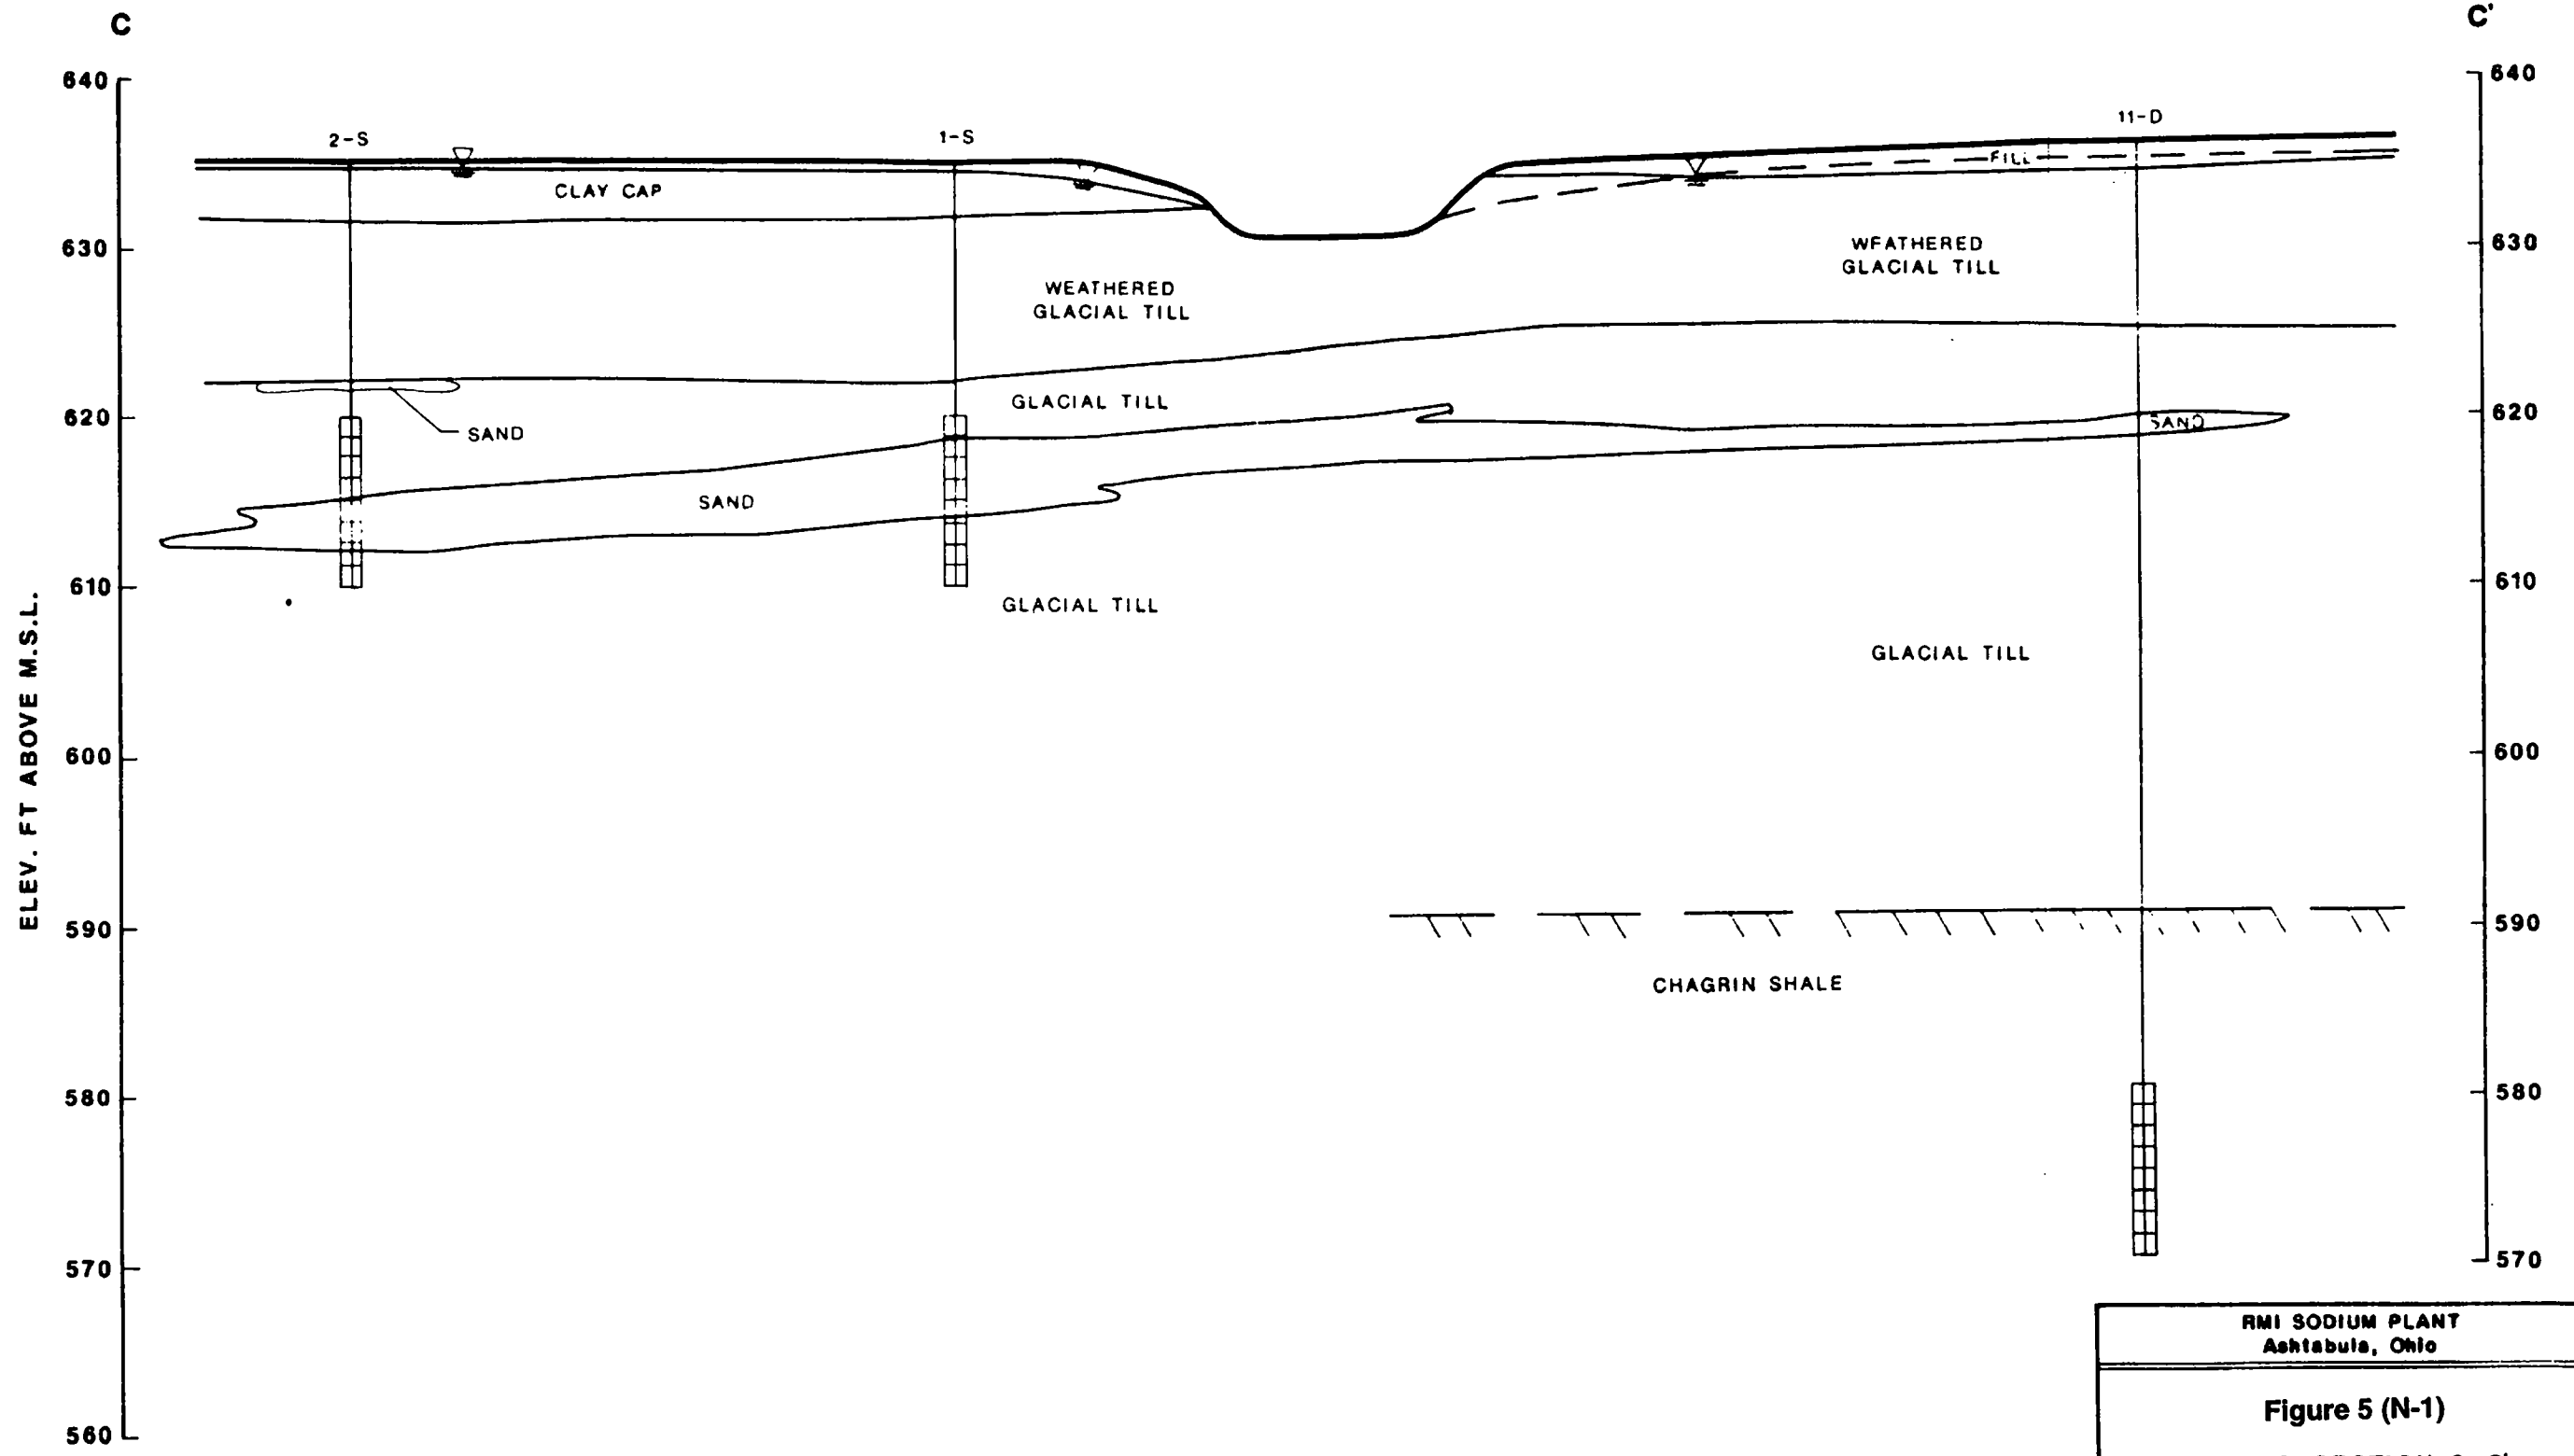 C
C'
640
640
11-D
2-S
1-S
FILL
CLAY CAP
630
WFATHERED
GLACIAL TILL
630
WEATHERED
GLACIAL TILL
GLACIAL TILL
620
SAND
620
SAND
SAND
610
GLACIAL TILL
610
GLACIAL TILL
ELEV. FT ABOVE M.S.L.
600
600
590
590
CHAGRIN SHALE
580
580
570
570
RMI SODIUM PLANT
Ashtabula, Ohio
Figure 5 (N-1)
560